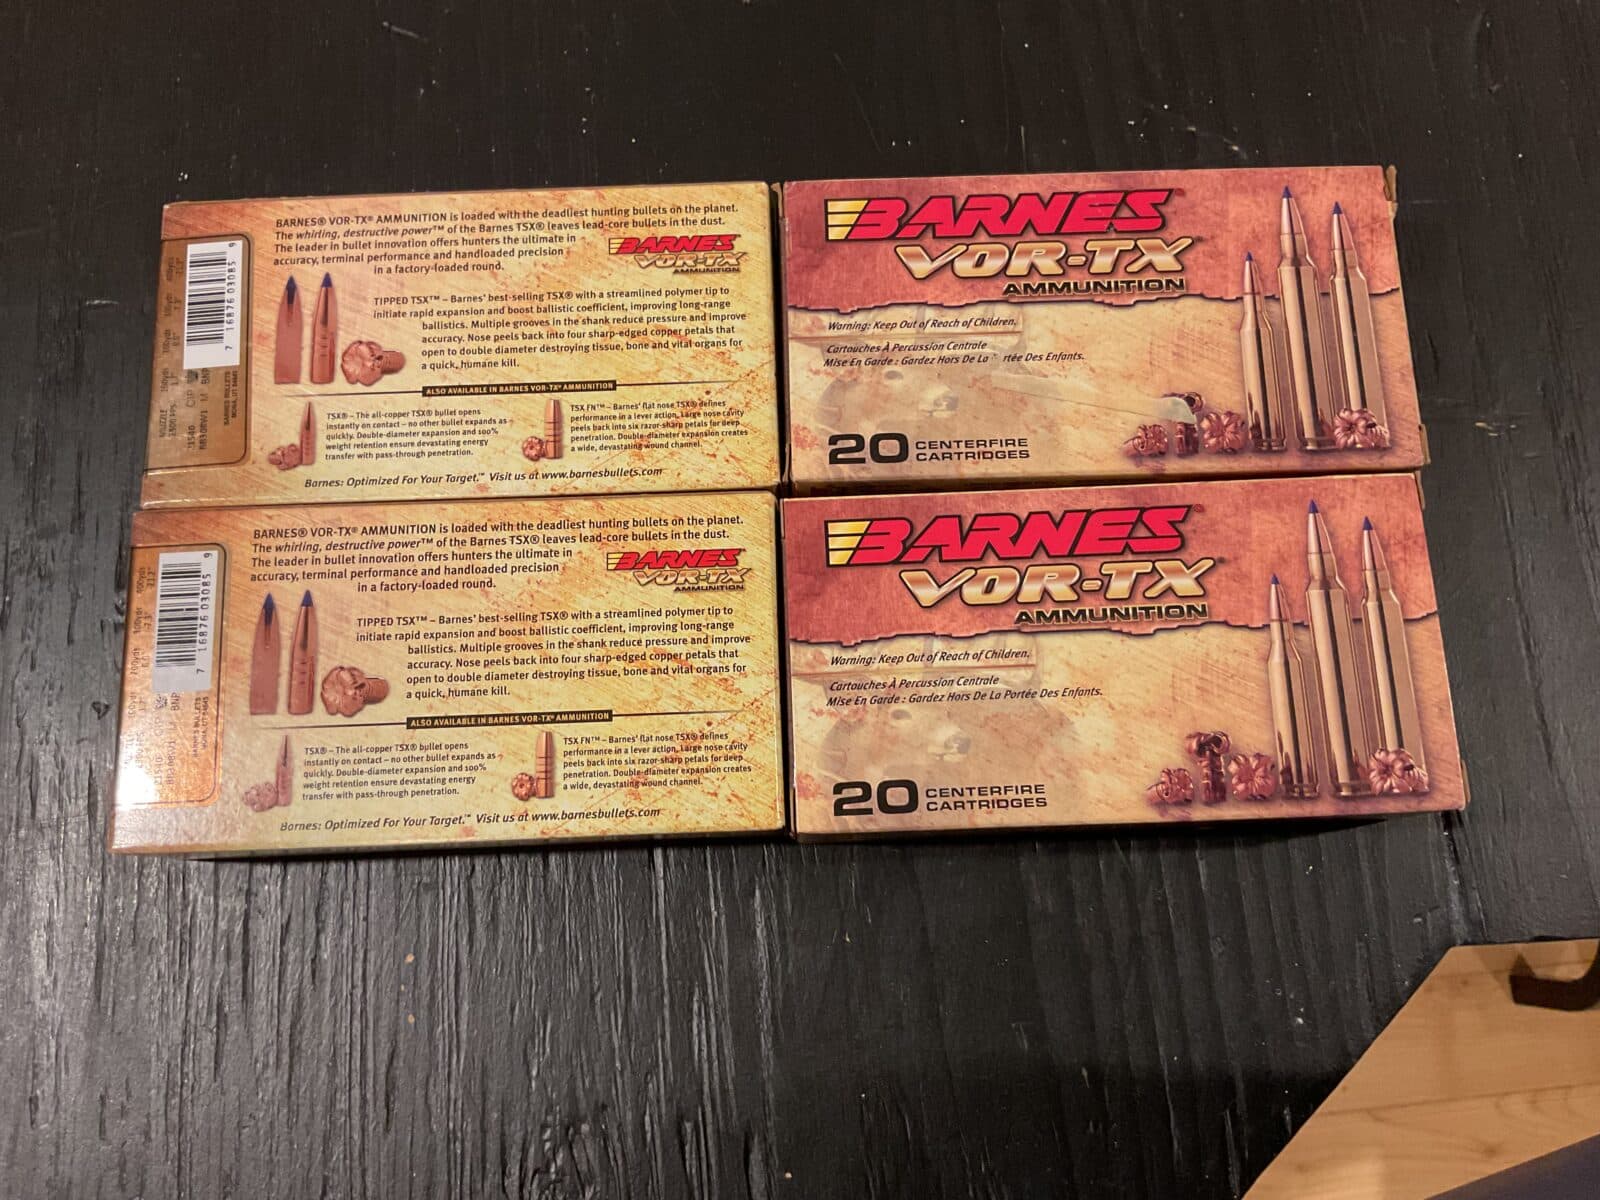 BARNES® VOR-TX® AMMUNITION is loaded with the deadliest hunting bullets on the planet.
The whirling, destructive power™ of the Barnes TSX® leaves lead-core bullets in the dust.
The leader in bullet innovation offers hunters the ultimate in
accuracy, terminal performance and handloaded precision
in a factory-loaded round.
BARNES
VOR-TX
AMMUNITION
TIPPED TSX™ – Barnes' best-selling TSX® with a streamlined polymer tip to
initiate rapid expansion and boost ballistic coefficient, improving long-range
ballistics. Multiple grooves in the shank reduce pressure and improve
accuracy. Nose peels back into four sharp-edged copper petals that
open to double diameter destroying tissue, bone and vital organs for
a quick, humane kill.
ALSO AVAILABLE IN BARNES VOR-TX® AMMUNITION
TSX® – The all-copper TSX® bullet opens
instantly on contact – no other bullet expands as
quickly. Double-diameter expansion and 100%
weight retention ensure devastating energy
transfer with pass-through penetration.
TSX FN™ – Barnes' flat nose TSX® defines
performance in a lever action. Large nose cavity
peels back into six razor-sharp petals for deep
penetration. Double-diameter expansion creates
a wide, devastating wound channel.
Barnes: Optimized For Your Target.™ Visit us at www.barnesbullets.com
7 16876 03085 9
BARNES BULLETS
MONA, UT 84645
BARNES®
VOR-TX®
AMMUNITION
Warning: Keep Out of Reach of Children.
Cartouches À Percussion Centrale
Mise En Garde : Gardez Hors De La rtée Des Enfants.
20 CENTERFIRE
CARTRIDGES
BARNES® VOR-TX® AMMUNITION is loaded with the deadliest hunting bullets on the planet.
The whirling, destructive power™ of the Barnes TSX® leaves lead-core bullets in the dust.
The leader in bullet innovation offers hunters the ultimate in
accuracy, terminal performance and handloaded precision
in a factory-loaded round.
BARNES
VOR-TX
AMMUNITION
TIPPED TSX™ – Barnes' best-selling TSX® with a streamlined polymer tip to
initiate rapid expansion and boost ballistic coefficient, improving long-range
ballistics. Multiple grooves in the shank reduce pressure and improve
accuracy. Nose peels back into four sharp-edged copper petals that
open to double diameter destroying tissue, bone and vital organs for
a quick, humane kill.
ALSO AVAILABLE IN BARNES VOR-TX® AMMUNITION
TSX® – The all-copper TSX® bullet opens
instantly on contact – no other bullet expands as
quickly. Double-diameter expansion and 100%
weight retention ensure devastating energy
transfer with pass-through penetration.
TSX FN™ – Barnes' flat nose TSX® defines
performance in a lever action. Large nose cavity
peels back into six razor-sharp petals for deep
penetration. Double-diameter expansion creates
a wide, devastating wound channel.
Barnes: Optimized For Your Target.™ Visit us at www.barnesbullets.com
7 16876 03085 9
BARNES BULLETS
MONA, UT 84645
BARNES®
VOR-TX®
AMMUNITION
Warning: Keep Out of Reach of Children.
Cartouches À Percussion Centrale
Mise En Garde : Gardez Hors De La Portée Des Enfants.
20 CENTERFIRE
CARTRIDGES